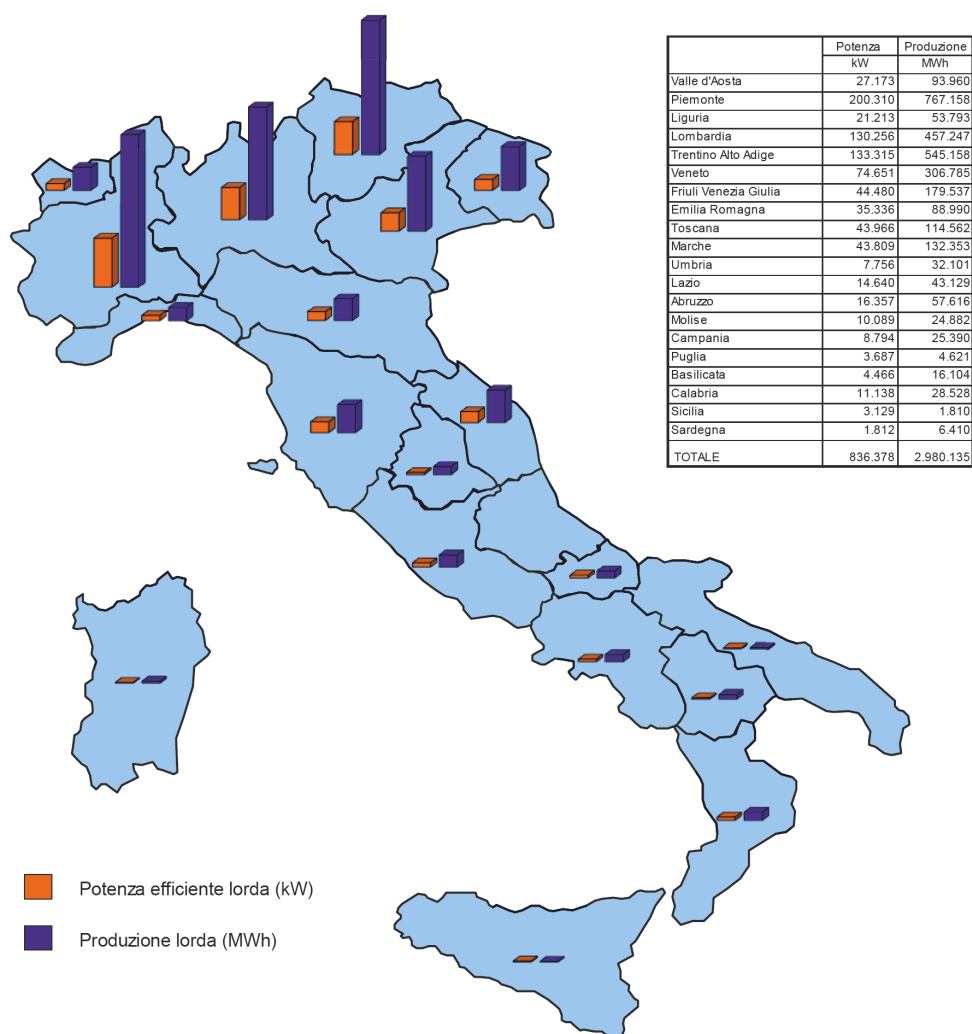 Potenza Produzione
kW MWh
Valle d'Aosta 27.173 93.960
Piemonte 200.310 767.158
Liguria 21.213 53.793
Lombardia 130.256 457.247
Trentino Alto Adige 133.315 545.158
Veneto 74.651 306.785
Friuli Venezia Giulia 44.480 179.537
Emilia Romagna 35.336 88.990
Toscana 43.966 114.562
Marche 43.809 132.353
Umbria 7.756 32.101
Lazio 14.640 43.129
Abruzzo 16.357 57.616
Molise 10.089 24.882
Campania 8.794 25.390
Puglia 3.687 4.621
Basilicata 4.466 16.104
Calabria 11.138 28.528
Sicilia 3.129 1.810
Sardegna 1.812 6.410
TOTALE 836.378 2.980.135
Potenza efficiente lorda (kW)
Produzione lorda (MWh)